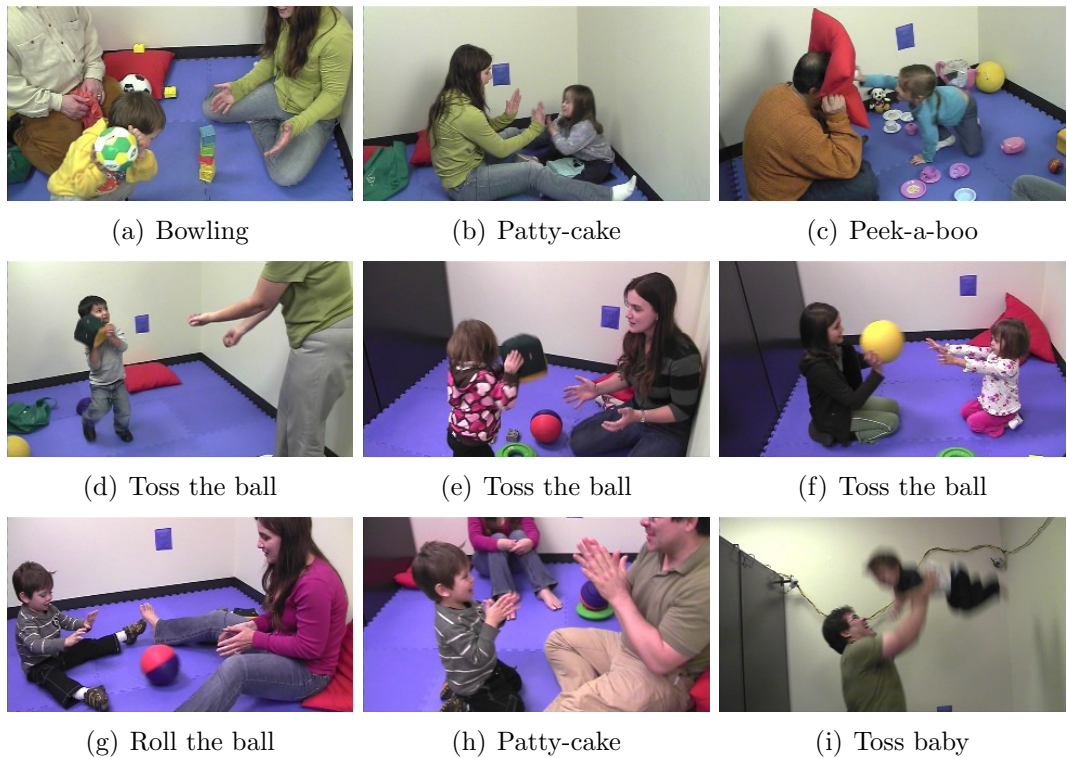 (a) Bowling
(b) Patty-cake
(c) Peek-a-boo
(d) Toss the ball
(e) Toss the ball
(f) Toss the ball
(g) Roll the ball
(h) Patty-cake
(i) Toss baby